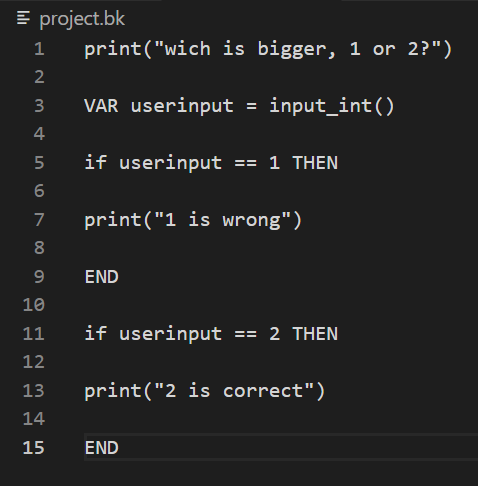 project.bk
1 print("wich is bigger, 1 or 2?")
2
3 VAR userinput = input_int()
4
5 if userinput == 1 THEN
6
7 print("1 is wrong")
8
9 END
10
11 if userinput == 2 THEN
12
13 print("2 is correct")
14
15 END